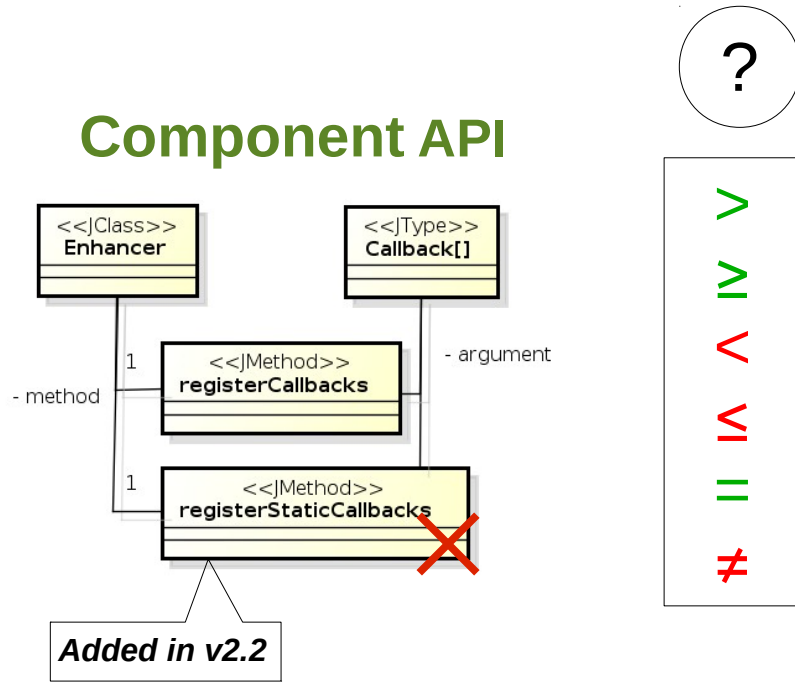 ?
Component API
<<JClass>>
Enhancer
<<JType>>
Callback[]
1
<<JMethod>>
registerCallbacks
- argument
- method
1
<<JMethod>>
registerStaticCallbacks
Added in v2.2
>
≥
<
≤
=
≠